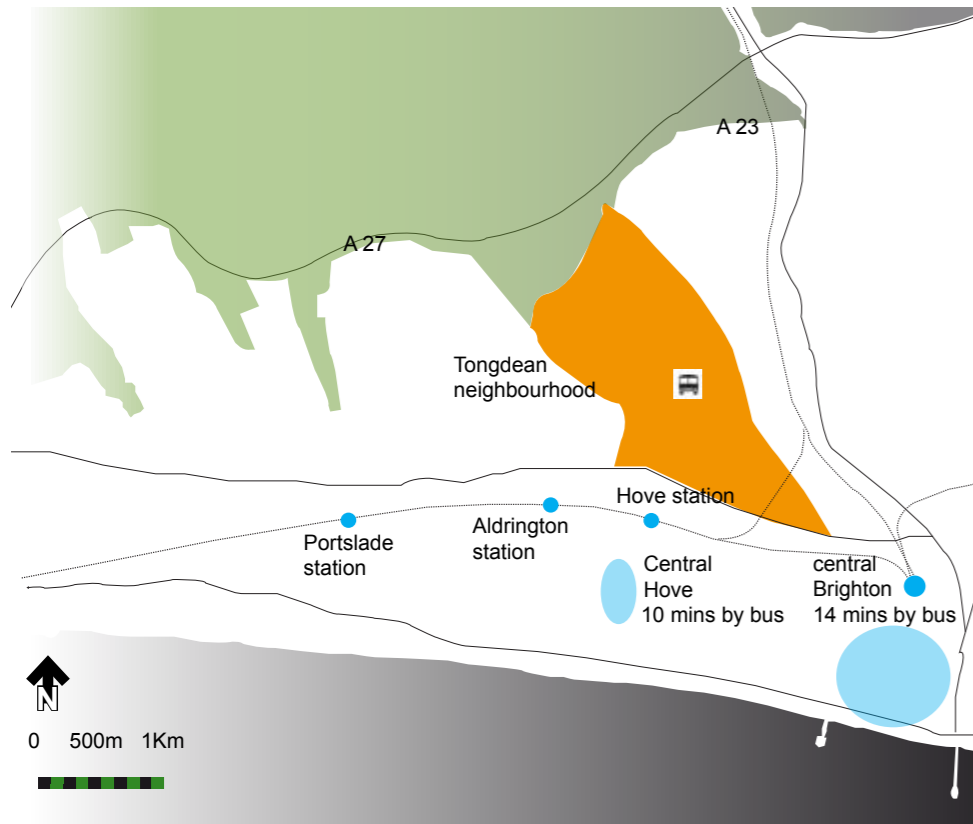 A 23
A 27
Tongdean
neighbourhood
Hove station
Portslade
station
Aldrington
station
Central
Hove
10 mins by bus
central
Brighton
14 mins by bus
N
0 500m 1Km